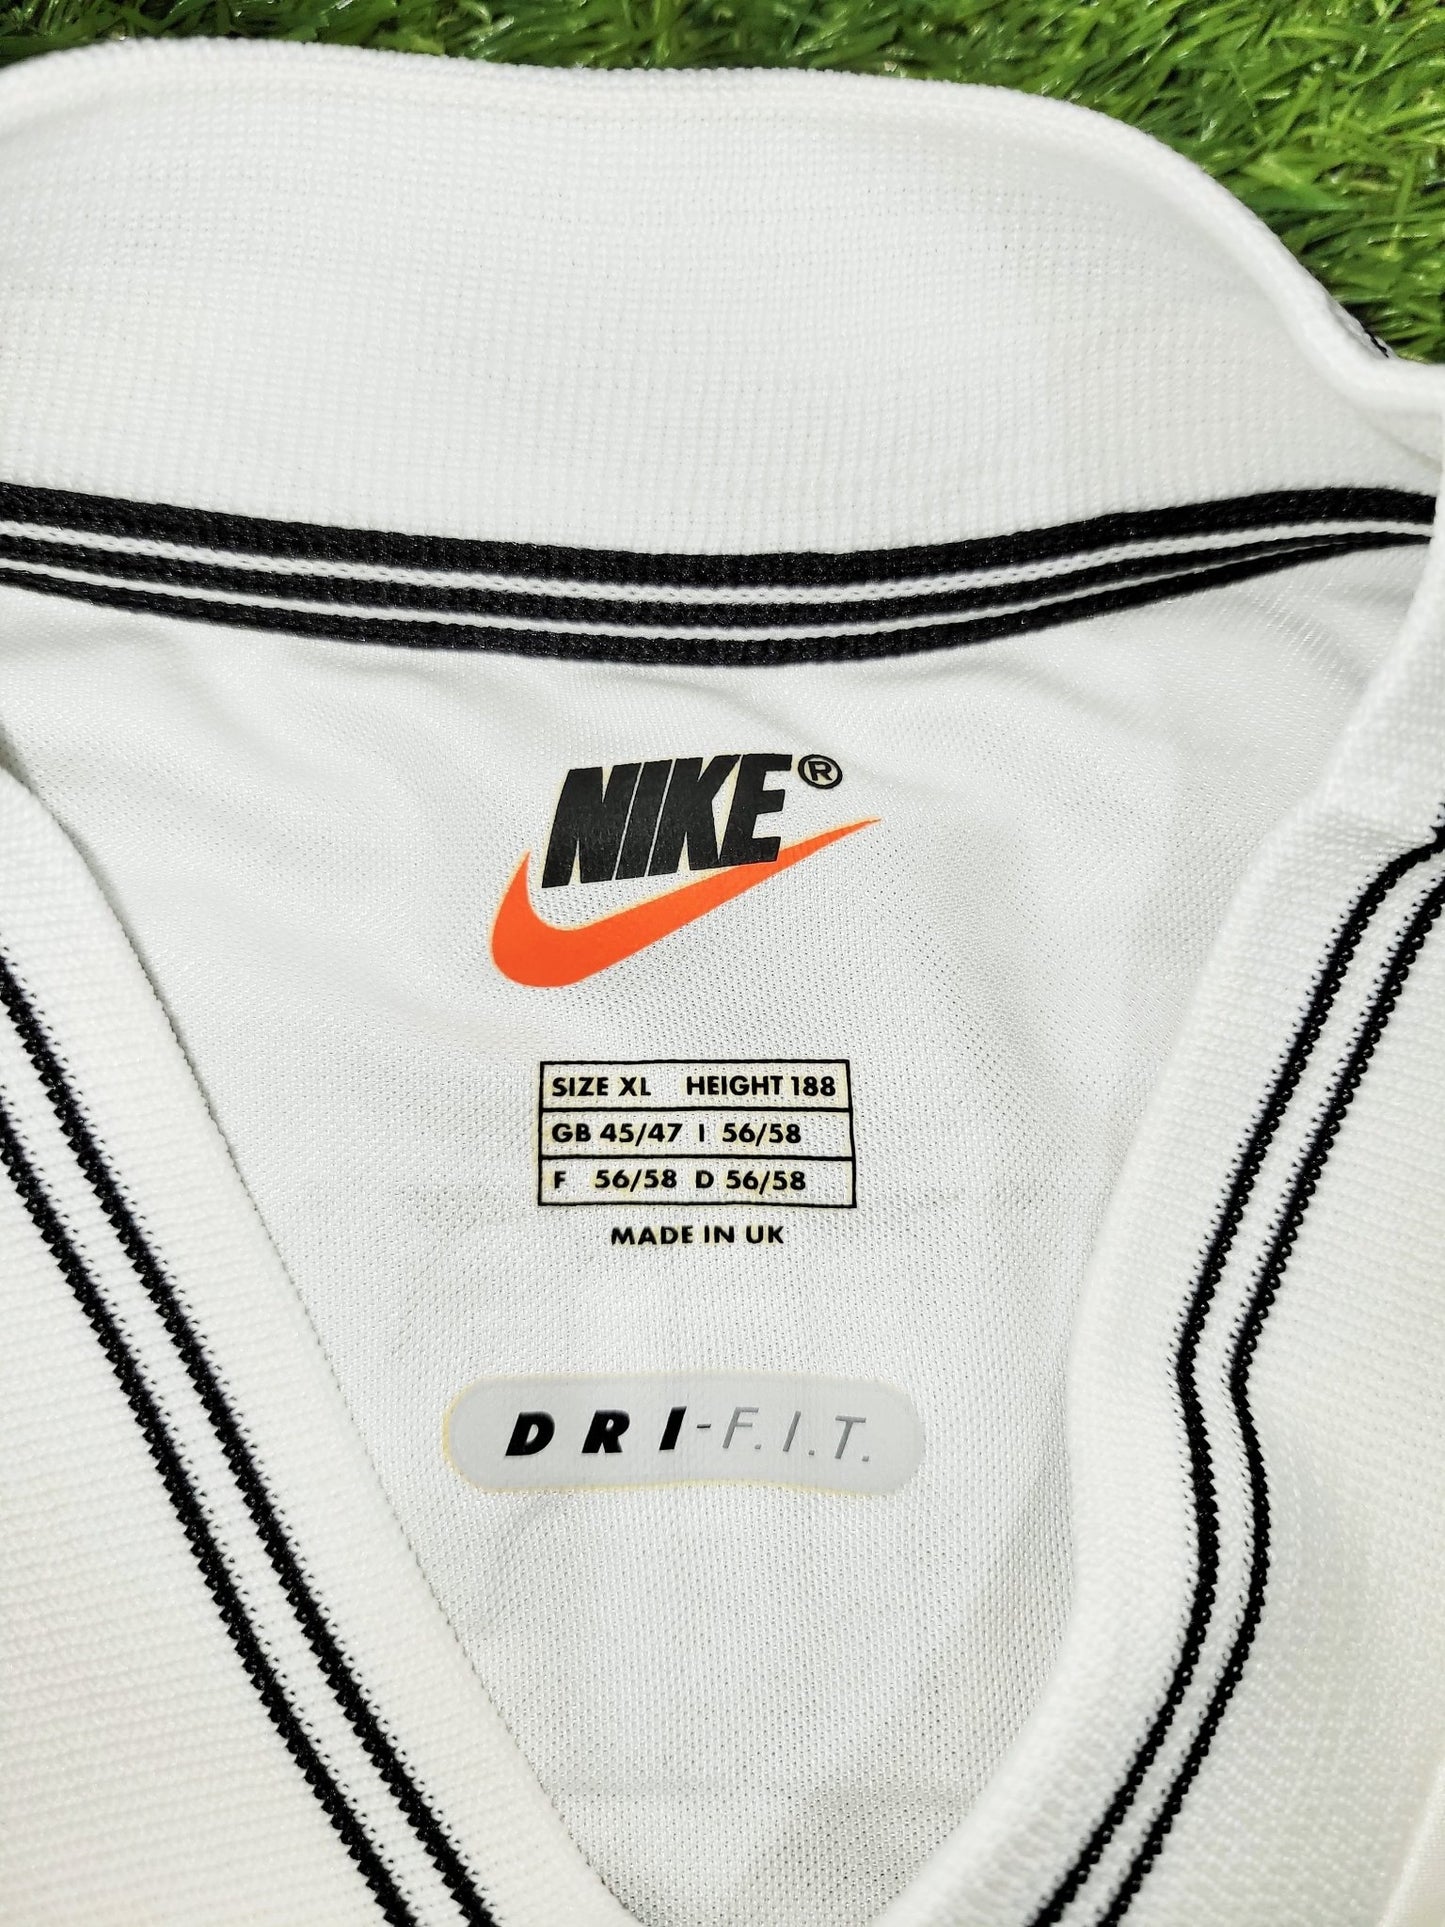 NIKE®
SIZE XL HEIGHT 188
GB 45/47 I 56/58
F 56/58 D 56/58
MADE IN UK
DRI-F.I.T.